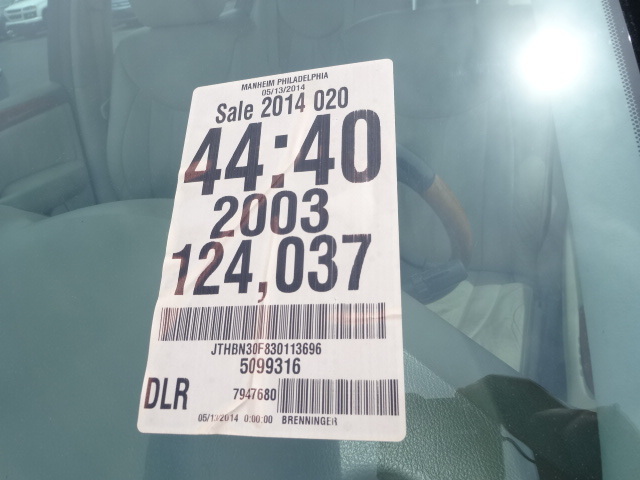 MANHEIM PHILADELPHIA
05/13/2014
Sale 2014 020
44:40
2003
124,037
JTHBN30F830113696
5099316
DLR 7947680
05/13/2014 0:00:00 BRENNINGER